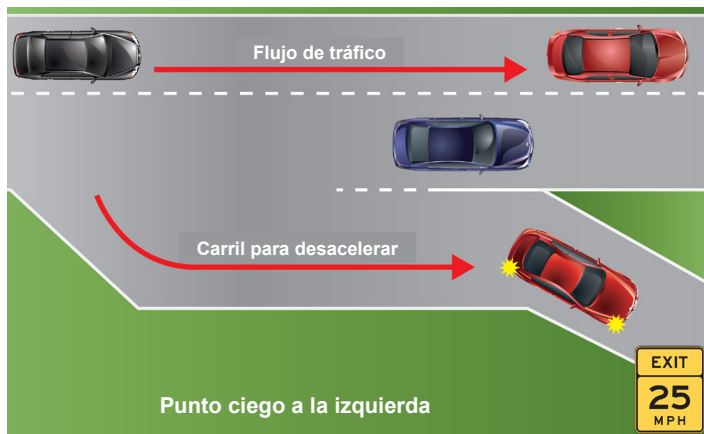 Flujo de tráfico
Carril para desacelerar
Punto ciego a la izquierda
EXIT
25
MPH